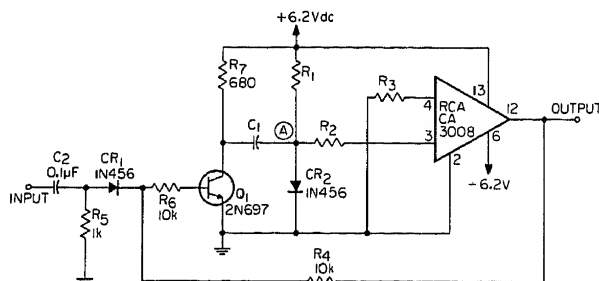 +6.2Vdc
R7
680
R1
R3
4
RCA
CA
3008
13
12
OUTPUT
C1
A
R2
3
2
6
-6.2V
C2
0.1µF
CR1
1N456
CR2
1N456
INPUT
R6
10k
Q1
2N697
R5
1k
R4
10k